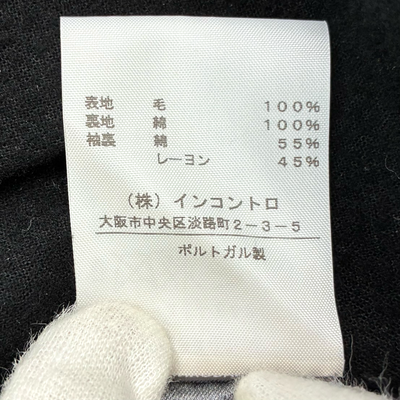 表地 毛 100%
裏地 綿 100%
袖裏 綿 55%
レーヨン 45%
(株)インコントロ
大阪市中央区淡路町2-3-5
ポルトガル製